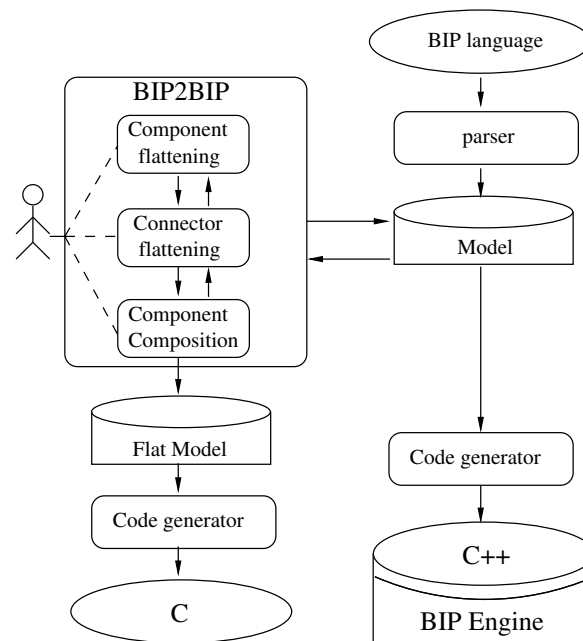 BIP language
BIP2BIP
Component
flattening
parser
Connector
flattening
Model
Component
Composition
Flat Model
Code generator
Code generator
C++
C
BIP Engine